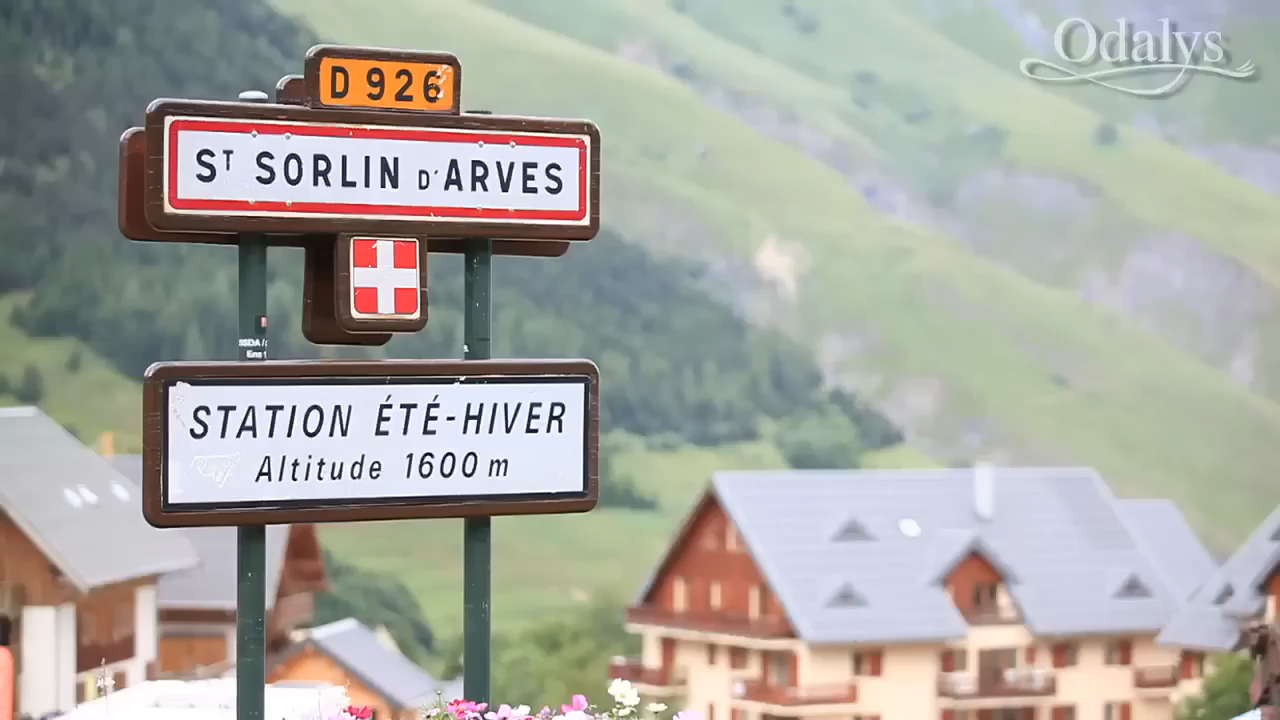 Odalys
D 926
ST SORLIN D'ARVES
STATION ÉTÉ-HIVER
Altitude 1600 m